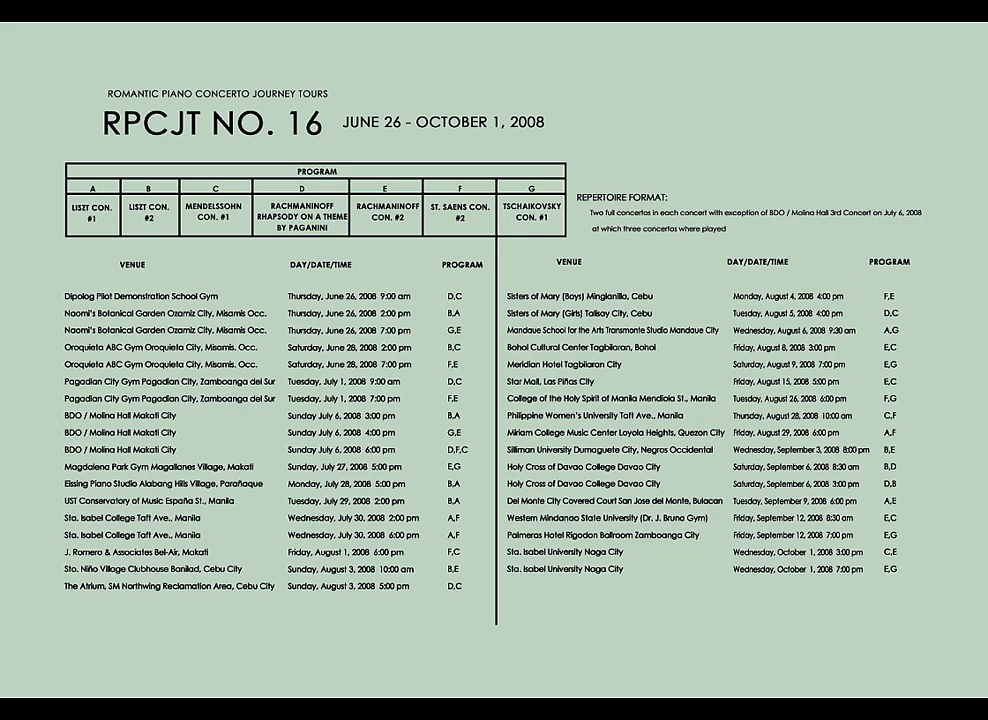 ROMANTIC PIANO CONCERTO JOURNEY TOURS
RPCJT NO. 16 JUNE 26 - OCTOBER 1, 2008
PROGRAM
A B C D E F G
LISZT CON. #1
LISZT CON. #2
MENDELSSOHN CON. #1
RACHMANINOFF RHAPSODY ON A THEME BY PAGANINI
RACHMANINOFF CON. #2
ST. SAENS CON. #2
TSCHAIKOVSKY CON. #1
REPERTOIRE FORMAT:
Two full concertos in each concert with exception of BDO / Molina Hall 3rd Concert on July 6, 2008
at which three concertos where played
VENUE DAY/DATE/TIME PROGRAM
Dipolog Pilot Demonstration School Gym Thursday, June 26, 2008 9:00 am D,C
Naomi's Botanical Garden Ozamiz City, Misamis Occ. Thursday, June 26, 2008 2:00 pm B,A
Naomi's Botanical Garden Ozamiz City, Misamis Occ. Thursday, June 26, 2008 7:00 pm G,E
Oroquieta ABC Gym Oroquieta City, Misamis. Occ. Saturday, June 28, 2008 2:00 pm B,C
Oroquieta ABC Gym Oroquieta City, Misamis. Occ. Saturday, June 28, 2008 7:00 pm F,E
Pagadian City Gym Pagadian City, Zamboanga del Sur Tuesday, July 1, 2008 9:00 am D,C
Pagadian City Gym Pagadian City, Zamboanga del Sur Tuesday, July 1, 2008 7:00 pm F,E
BDO / Molina Hall Makati City Sunday July 6, 2008 3:00 pm B,A
BDO / Molina Hall Makati City Sunday July 6, 2008 4:00 pm G,E
BDO / Molina Hall Makati City Sunday July 6, 2008 6:00 pm D,F,C
Magdalena Park Gym Magallanes Village, Makati Sunday, July 27, 2008 5:00 pm E,G
Eissing Piano Studio Alabang Hills Village, Parañaque Monday, July 28, 2008 5:00 pm B,A
UST Conservatory of Music España St., Manila Tuesday, July 29, 2008 2:00 pm B,A
Sta. Isabel College Taft Ave., Manila Wednesday, July 30, 2008 2:00 pm A,F
Sta. Isabel College Taft Ave., Manila Wednesday, July 30, 2008 6:00 pm A,F
J. Romero & Associates Bel-Air, Makati Friday, August 1, 2008 6:00 pm F,C
Sto. Niño Village Clubhouse Banilad, Cebu City Sunday, August 3, 2008 10:00 am B,E
The Atrium, SM Northwing Reclamation Area, Cebu City Sunday, August 3, 2008 5:00 pm D,C
VENUE DAY/DATE/TIME PROGRAM
Sisters of Mary (Boys) Minglanilla, Cebu Monday, August 4, 2008 4:00 pm F,E
Sisters of Mary (Girls) Talisay City, Cebu Tuesday, August 5, 2008 4:00 pm D,C
Mandaue School for the Arts Transmonte Studio Mandaue City Wednesday, August 6, 2008 9:30 am A,G
Bohol Cultural Center Tagbilaran, Bohol Friday, August 8, 2008 3:00 pm E,C
Meridian Hotel Tagbilaran City Saturday, August 9, 2008 7:00 pm E,G
Star Mall, Las Piñas City Friday, August 15, 2008 5:00 pm E,C
College of the Holy Spirit of Manila Mendiola St., Manila Tuesday, August 26, 2008 6:00 pm F,G
Philippine Women's University Taft Ave., Manila Thursday, August 28, 2008 10:00 am C,F
Miriam College Music Center Loyola Heights, Quezon City Friday, August 29, 2008 6:00 pm A,F
Silliman University Dumaguete City, Negros Occidental Wednesday, September 3, 2008 8:00 pm B,E
Holy Cross of Davao College Davao City Saturday, September 6, 2008 8:30 am B,D
Holy Cross of Davao College Davao City Saturday, September 6, 2008 3:00 pm D,B
Del Monte City Covered Court San Jose del Monte, Bulacan Tuesday, September 9, 2008 6:00 pm A,E
Western Mindanao State University (Dr. J. Bruno Gym) Friday, September 12, 2008 8:30 am E,C
Palmeras Hotel Rigodon Ballroom Zamboanga City Friday, September 12, 2008 7:00 pm E,G
Sta. Isabel University Naga City Wednesday, October 1, 2008 3:00 pm C,E
Sta. Isabel University Naga City Wednesday, October 1, 2008 7:00 pm E,G